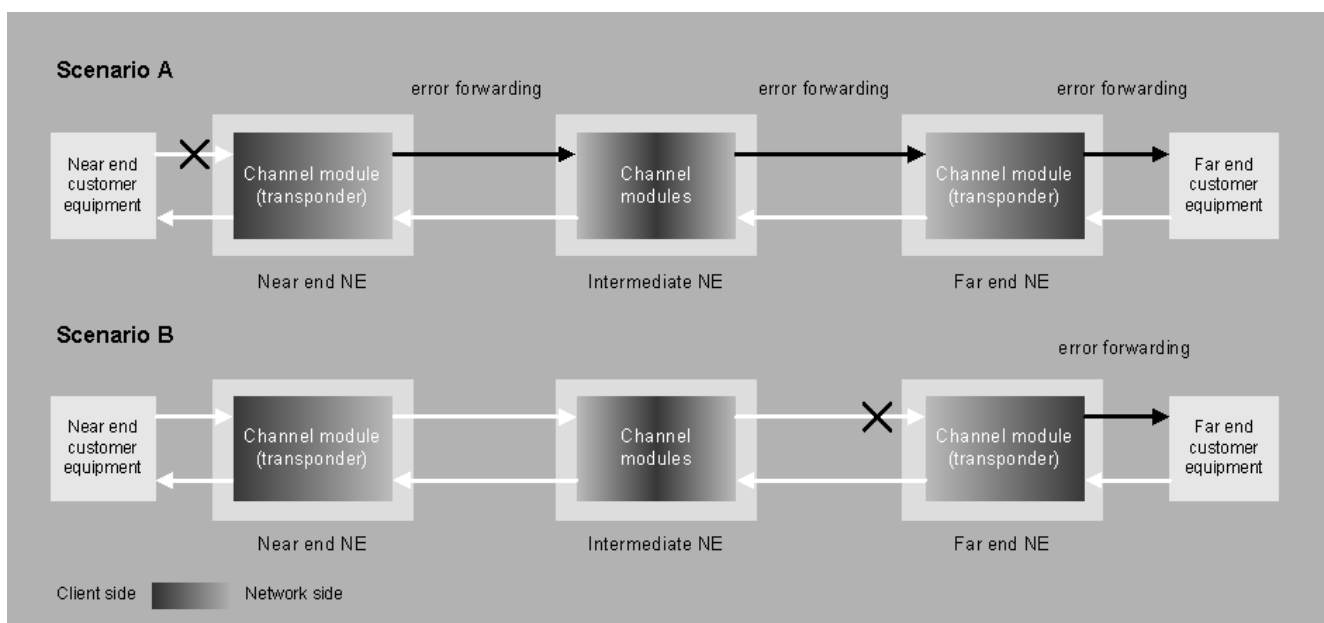 Scenario A
error forwarding
error forwarding
error forwarding
Near end
customer
equipment
Channel module
(transponder)
Channel
modules
Channel module
(transponder)
Far end
customer
equipment
Near end NE
Intermediate NE
Far end NE
Scenario B
error forwarding
Near end
customer
equipment
Channel module
(transponder)
Channel
modules
Channel module
(transponder)
Far end
customer
equipment
Near end NE
Intermediate NE
Far end NE
Client side
Network side